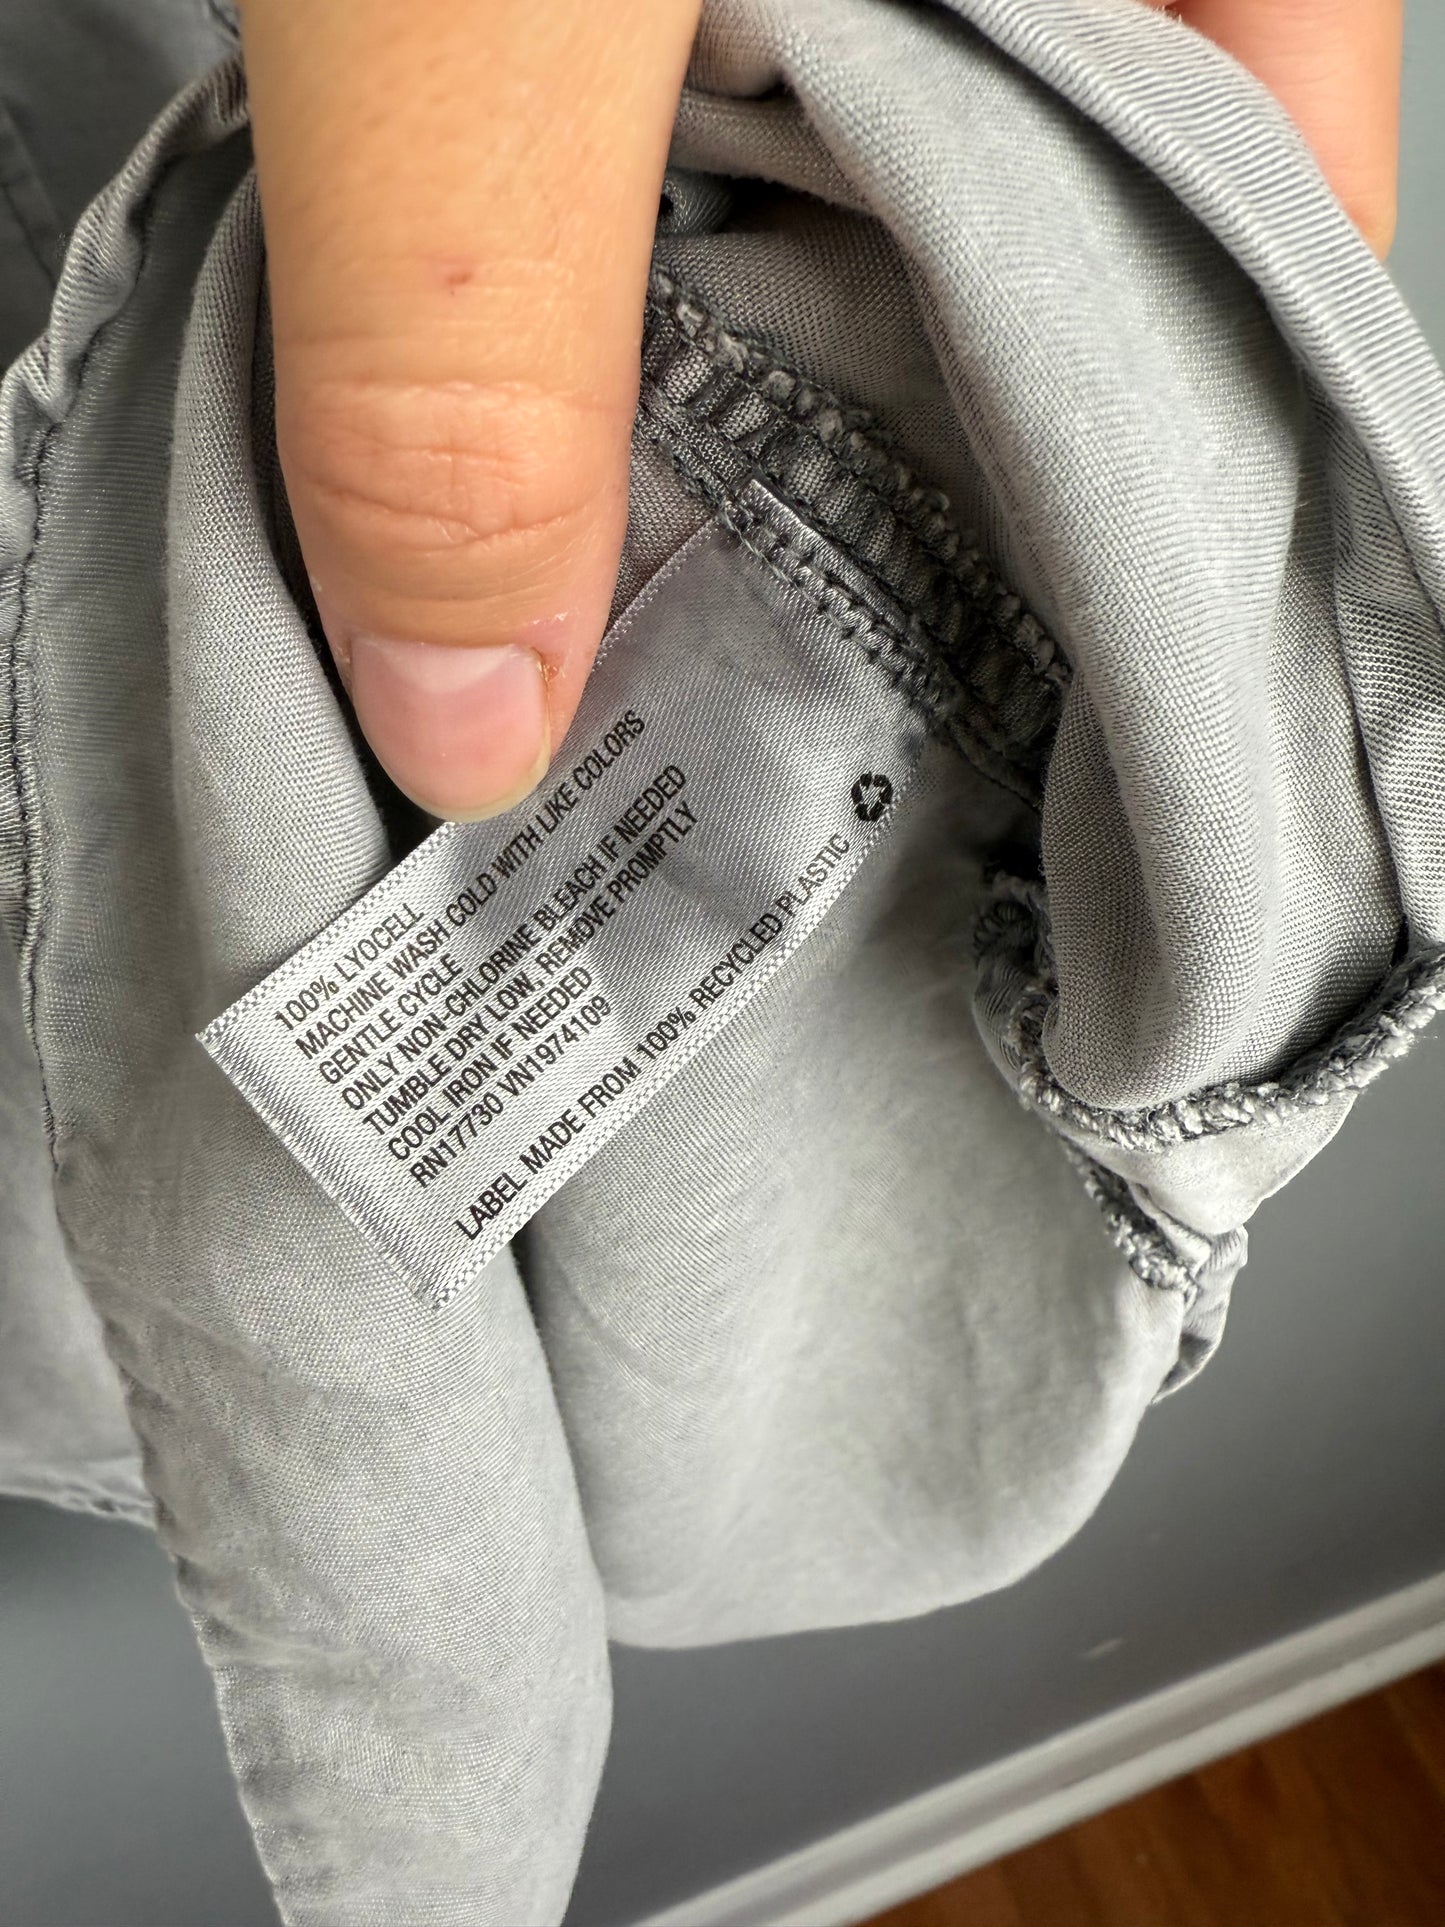 100% LYOCELL
MACHINE WASH COLD WITH LIKE COLORS
GENTLE CYCLE
ONLY NON-CHLORINE BLEACH IF NEEDED
TUMBLE DRY LOW, REMOVE PROMPTLY
COOL IRON IF NEEDED
RN17730 VN1974109
LABEL MADE FROM 100% RECYCLED PLASTIC